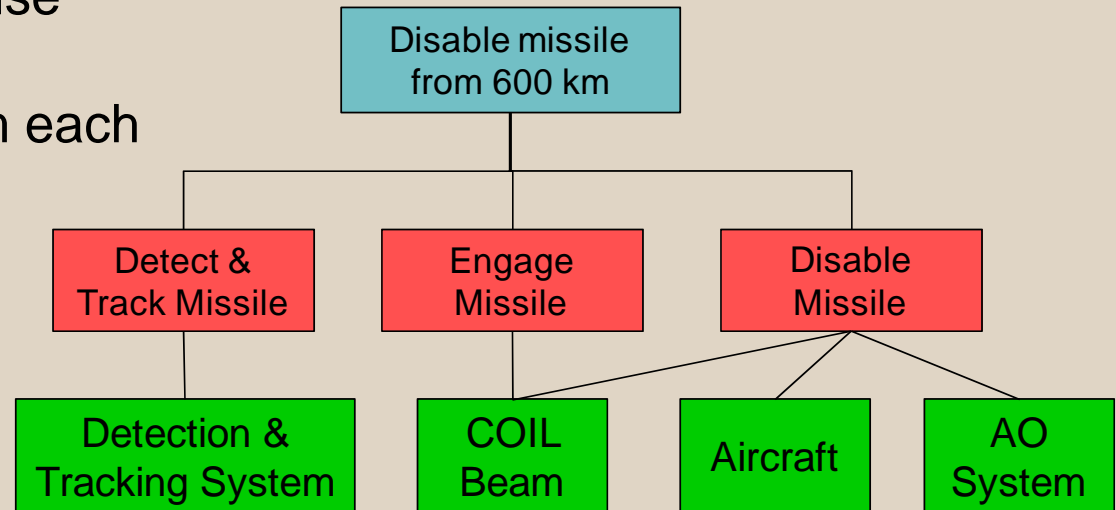 Disable missile
from 600 km
each
Detect &
Track Missile
Engage
Missile
Disable
Missile
Detection &
Tracking System
COIL
Beam
Aircraft
AO
System